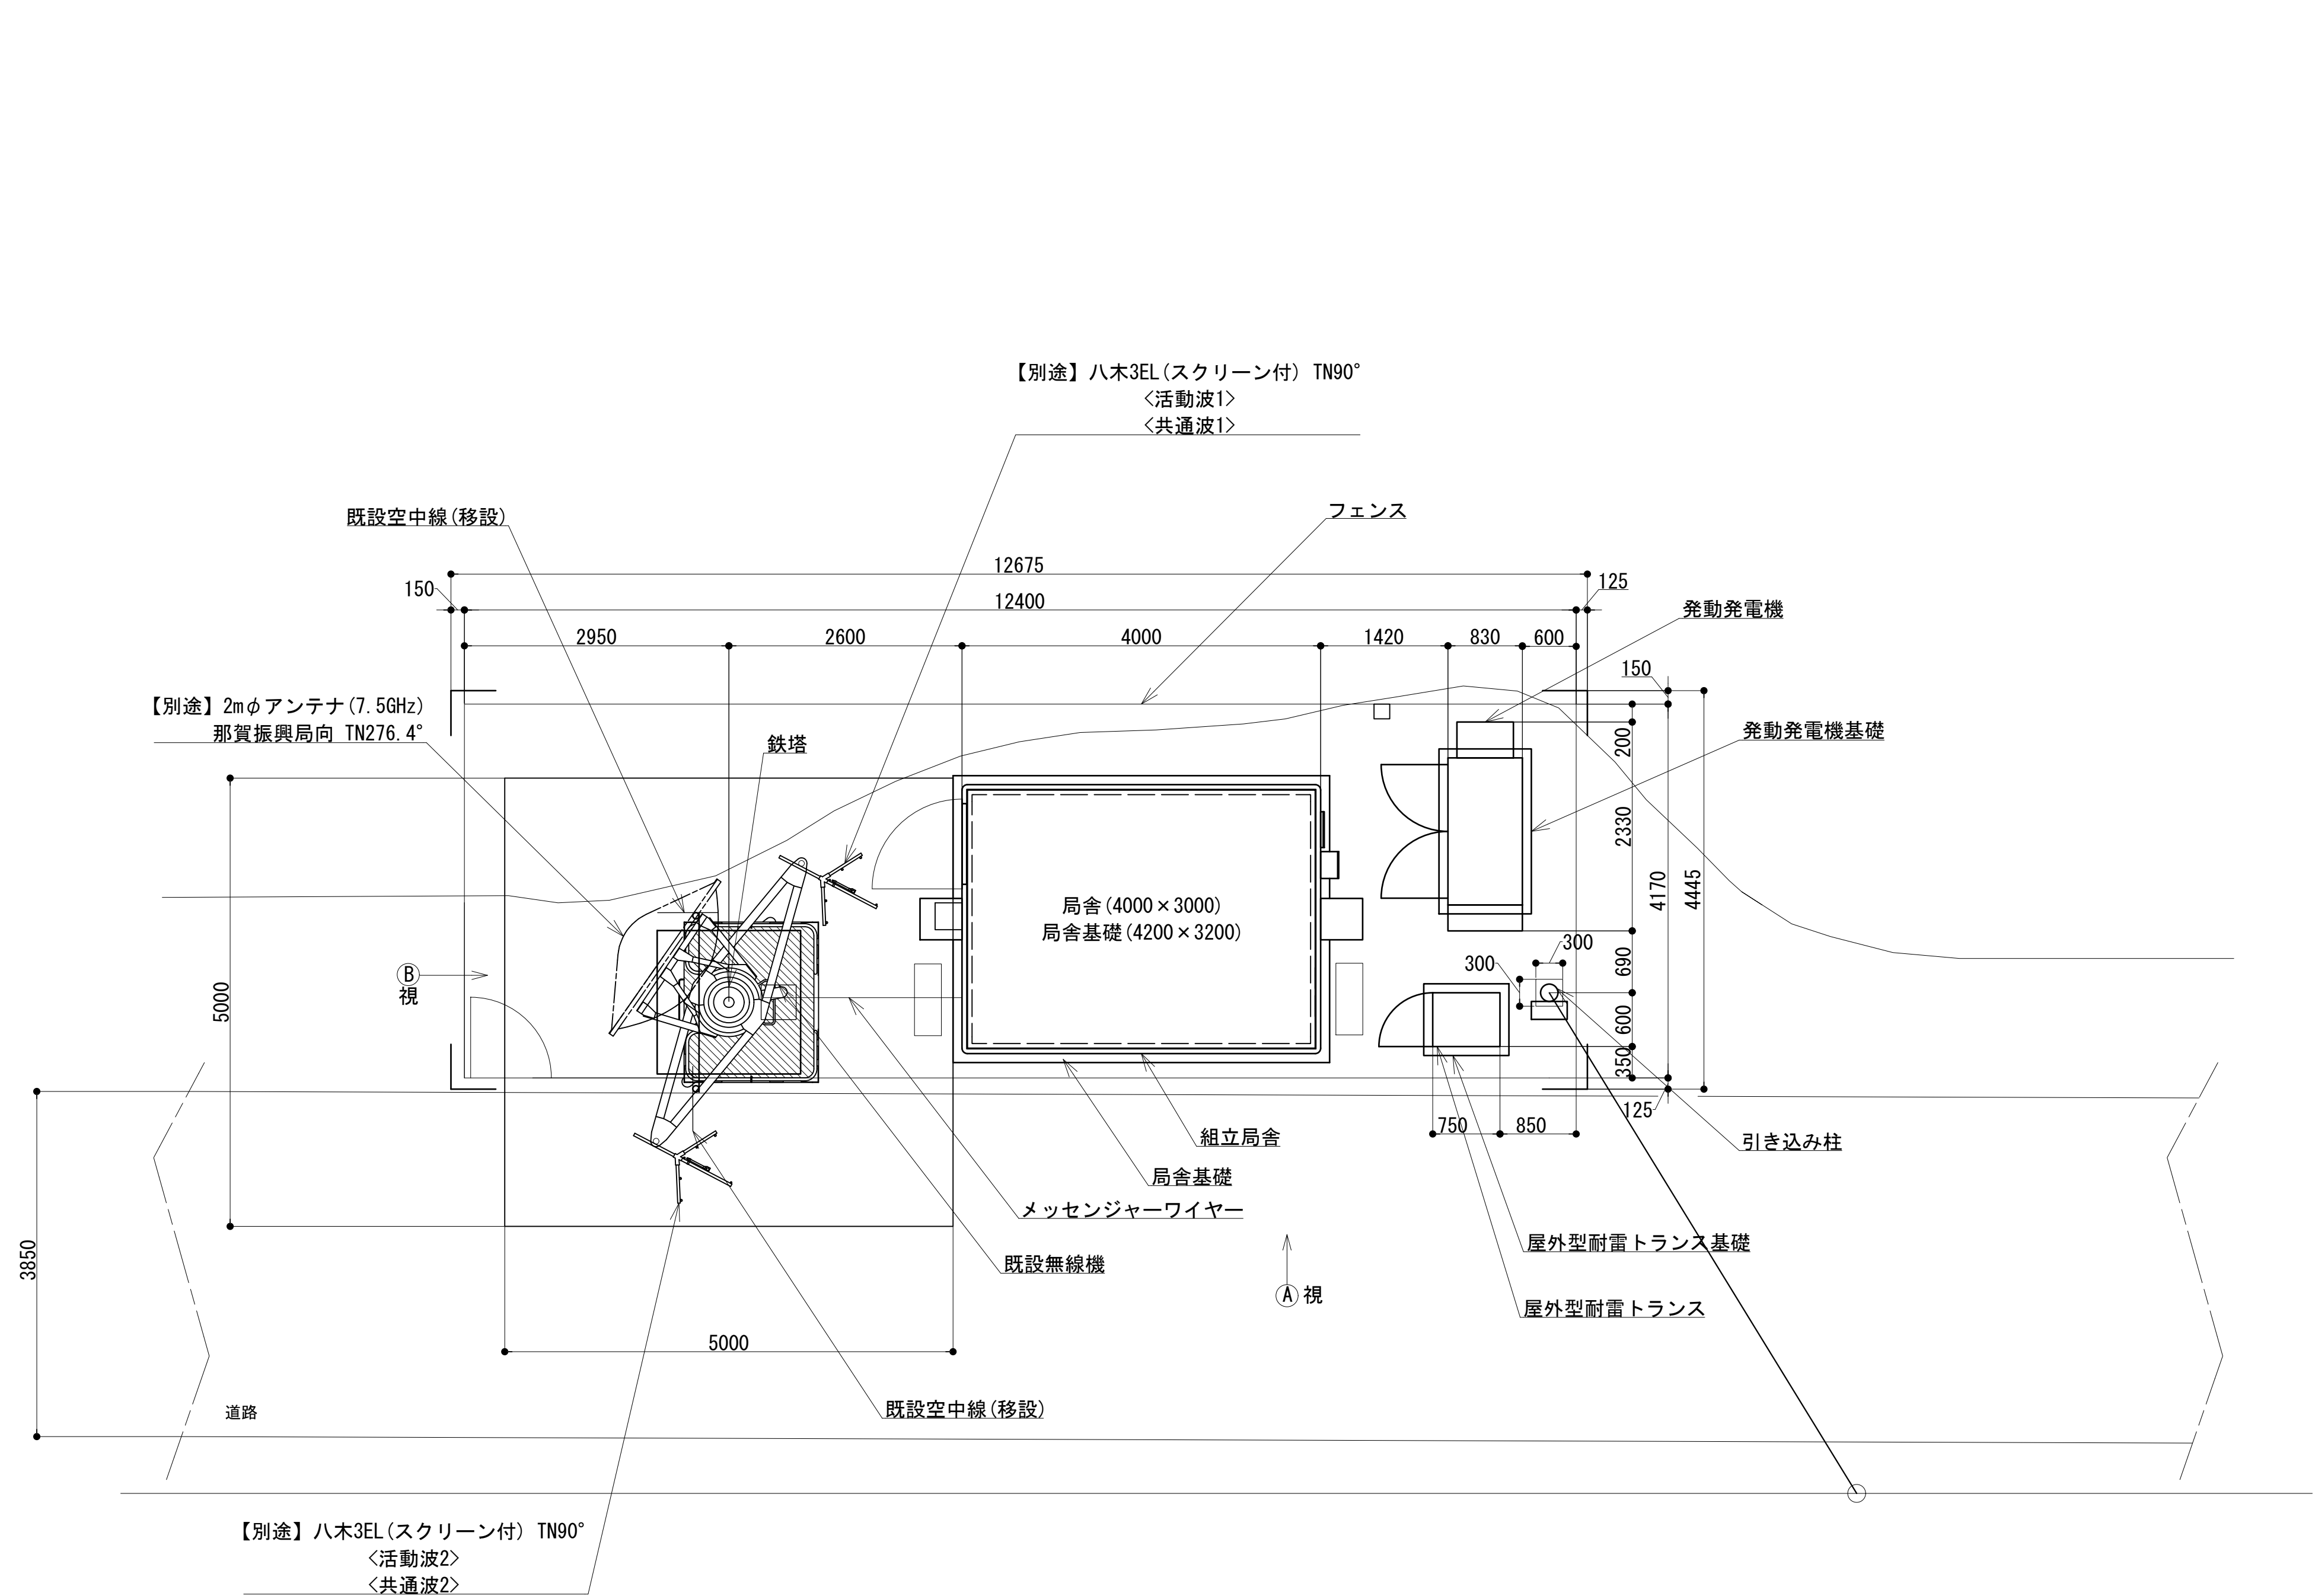 【別途】八木3EL(スクリーン付) TN90°
<活動波1>
<共通波1>
既設空中線(移設)
フェンス
12675
150
125
12400
発動発電機
2950
2600
4000
1420
830
600
150
【別途】2mφアンテナ(7.5GHz)
那賀振興局向 TN276.4°
鉄塔
発動発電機基礎
200
2330
4170
4445
局舎(4000×3000)
局舎基礎(4200×3200)
300
300
690
B
視
5000
600
350
125
750
850
組立局舎
引き込み柱
局舎基礎
メッセンジャーワイヤー
屋外型耐雷トランス基礎
3850
既設無線機
A 視
屋外型耐雷トランス
5000
既設空中線(移設)
道路
【別途】八木3EL(スクリーン付) TN90°
<活動波2>
<共通波2>